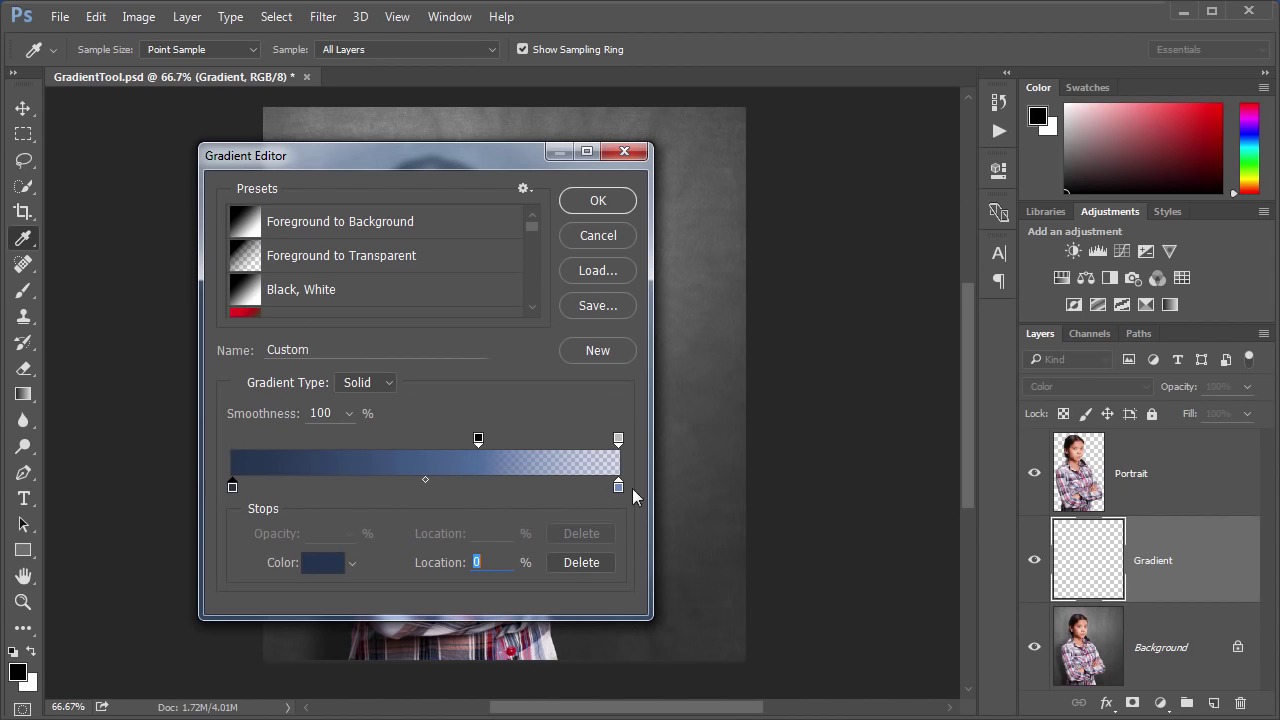 Ps File Edit Image Layer Type Select Filter 3D View Window Help
Sample Size: Point Sample Sample: All Layers Show Sampling Ring Essentials
GradientTool.psd @ 66.7% (Gradient, RGB/8) * ×
Gradient Editor
Presets
Foreground to Background
Foreground to Transparent
Black, White
OK
Cancel
Load...
Save...
New
Name: Custom
Gradient Type: Solid
Smoothness: 100 %
Stops
Opacity: % Location: % Delete
Color: Location: 0 % Delete
66.67% Doc: 1.72M/4.01M
Color Swatches
Libraries Adjustments Styles
Add an adjustment
Layers Channels Paths
Kind
Color Opacity: 100%
Lock: Fill: 100%
Portrait
Gradient
Background